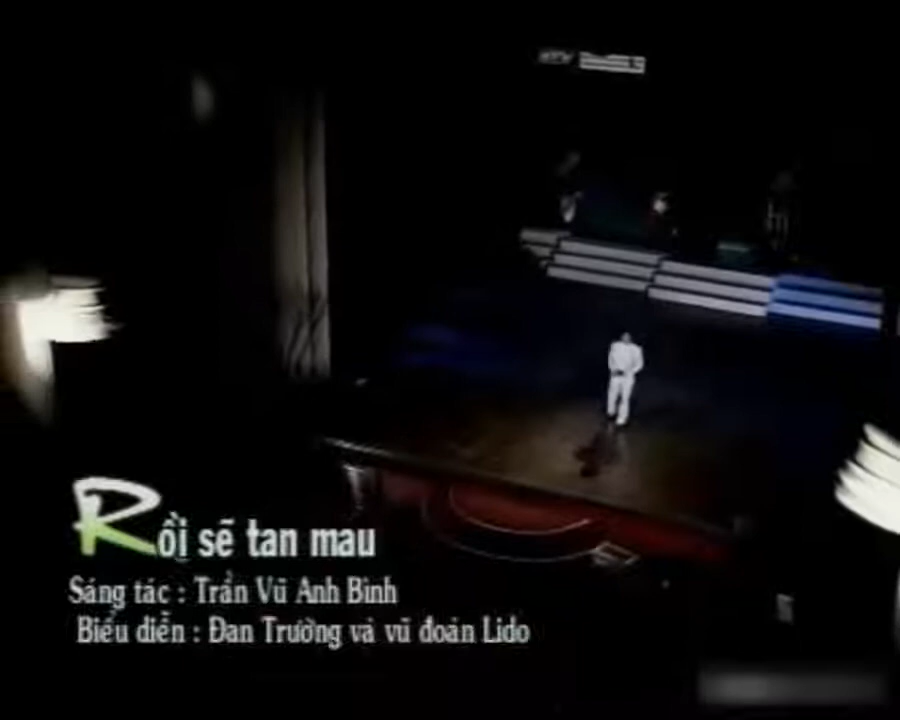 Rồi sẽ tan mau
Sáng tác : Trần Vũ Anh Bình
Biểu diễn : Đan Trường và vũ đoàn Lido